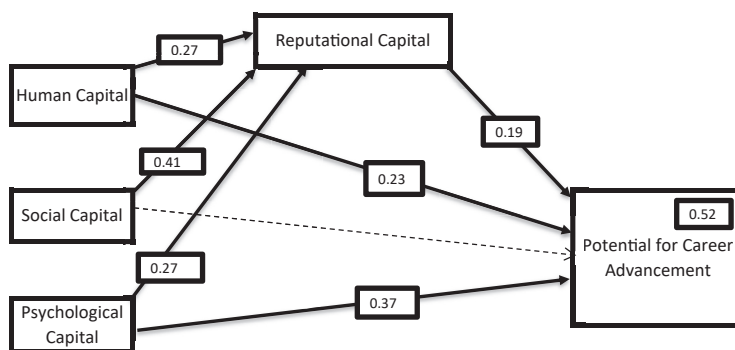 Reputational Capital
0.27
Human Capital
0.19
0.41
0.23
Social Capital
0.52
Potential for Career
Advancement
0.27
0.37
Psychological
Capital